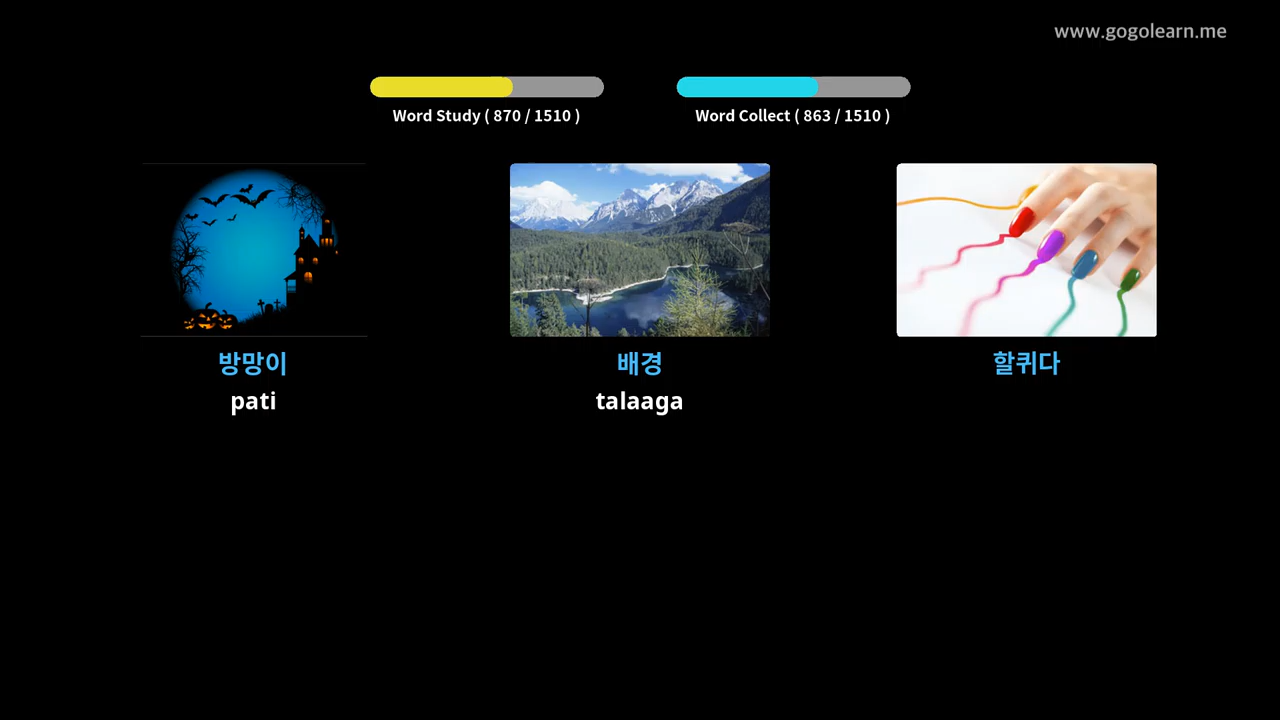 www.gogolearn.me
Word Study ( 870 / 1510 )
Word Collect ( 863 / 1510 )
방망이
pati
배경
talaaga
할퀴다